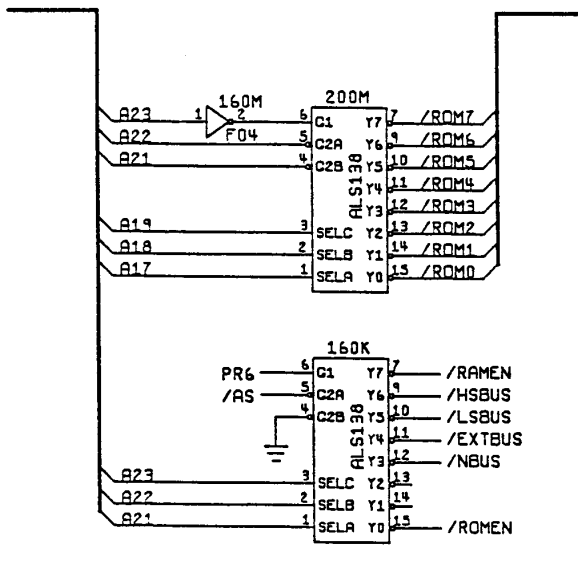 160M 200M
A23 1 2 6 G1 Y7 7 /ROM7
A22 F04 5 G2A Y6 9 /ROM6
A21 4 G2B Y5 10 /ROM5
ALS138
Y4 11 /ROM4
Y3 12 /ROM3
A19 3 SELC Y2 13 /ROM2
A18 2 SELB Y1 14 /ROM1
A17 1 SELA Y0 15 /ROM0
160K
PR6 6 G1 Y7 7 /RAMEN
/AS 5 G2A Y6 9 /HSBUS
4 G2B Y5 10 /LSBUS
ALS138
Y4 11 /EXTBUS
Y3 12 /NBUS
A23 3 SELC Y2 13
A22 2 SELB Y1 14
A21 1 SELA Y0 15 /ROMEN